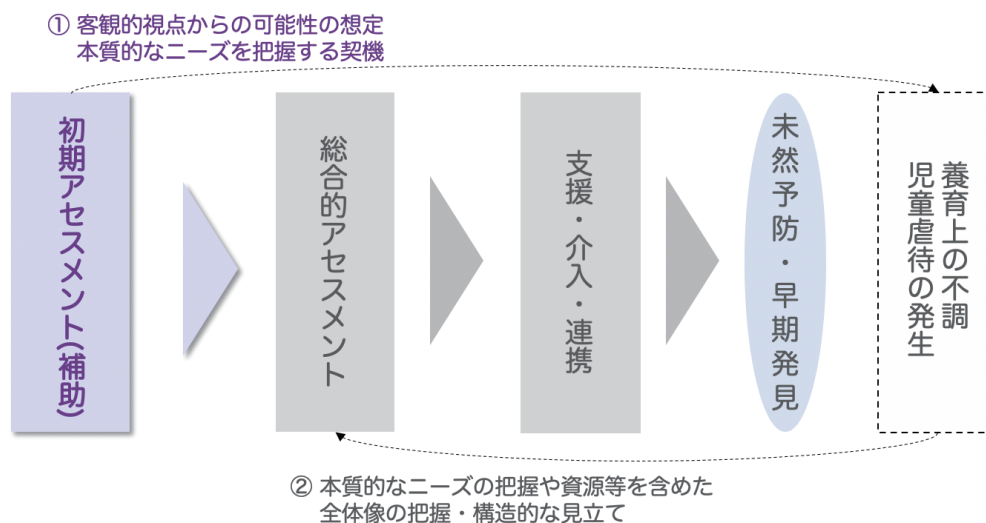 ① 客観的視点からの可能性の想定
本質的なニーズを把握する契機
初期アセスメント(補助)
総合的アセスメント
支援・介入・連携
未然予防・早期発見
養育上の不調
児童虐待の発生
② 本質的なニーズの把握や資源等を含めた
全体像の把握・構造的な見立て